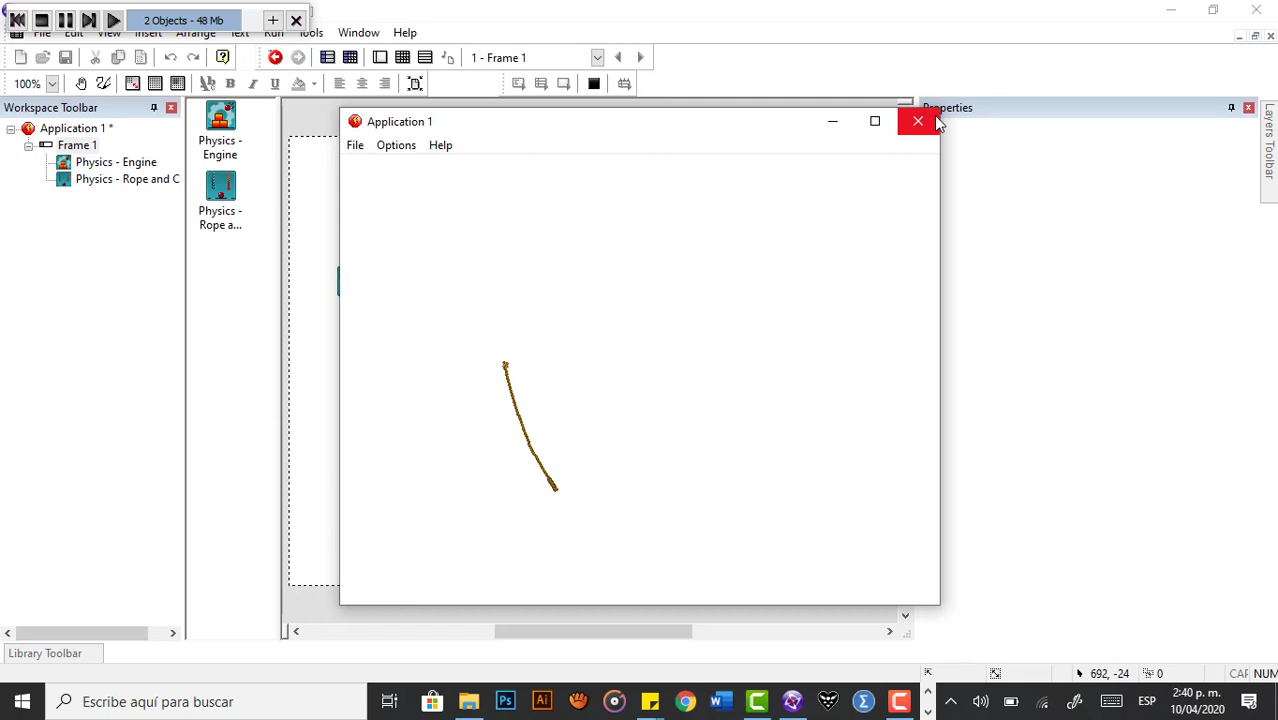 2 Objects - 48 Mb
File Edit View Insert Arrange Text Run Tools Window Help
1 - Frame 1
100%
B I U
Workspace Toolbar
Application 1 *
Frame 1
Physics - Engine
Physics - Rope and C
Physics -
Engine
Physics -
Rope a...
Application 1
File Options Help
Properties
Layers Toolbar
Library Toolbar
692, -24
0
CAF NUM
Escribe aquí para buscar
ESP
2:40 p. m.
10/04/2020